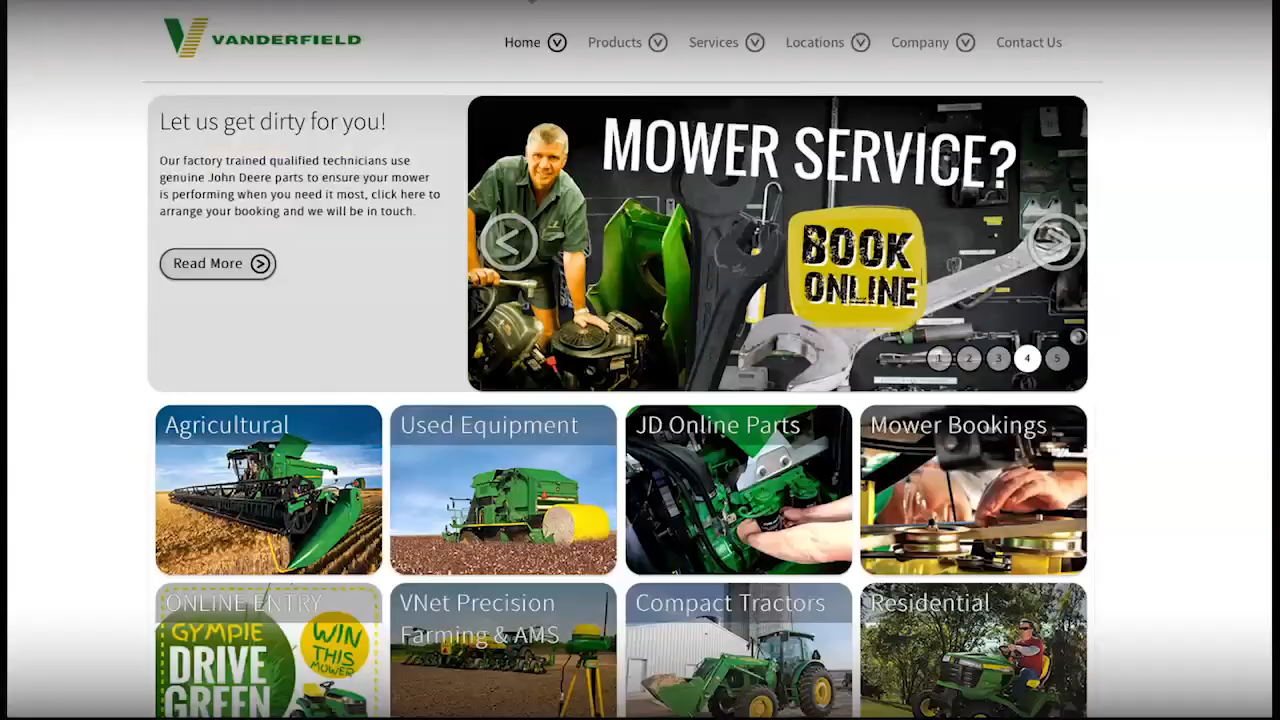 VANDERFIELD
Home Products Services Locations Company Contact Us
Let us get dirty for you!
Our factory trained qualified technicians use
genuine John Deere parts to ensure your mower
is performing when you need it most, click here to
arrange your booking and we will be in touch.
Read More
MOWER SERVICE?
BOOK
ONLINE
1 2 3 4 5
Agricultural
Used Equipment
JD Online Parts
Mower Bookings
ONLINE ENTRY
GYMPIE
DRIVE
GREEN
WIN
THIS
MOWER
VNet Precision
Farming & AMS
Compact Tractors
Residential